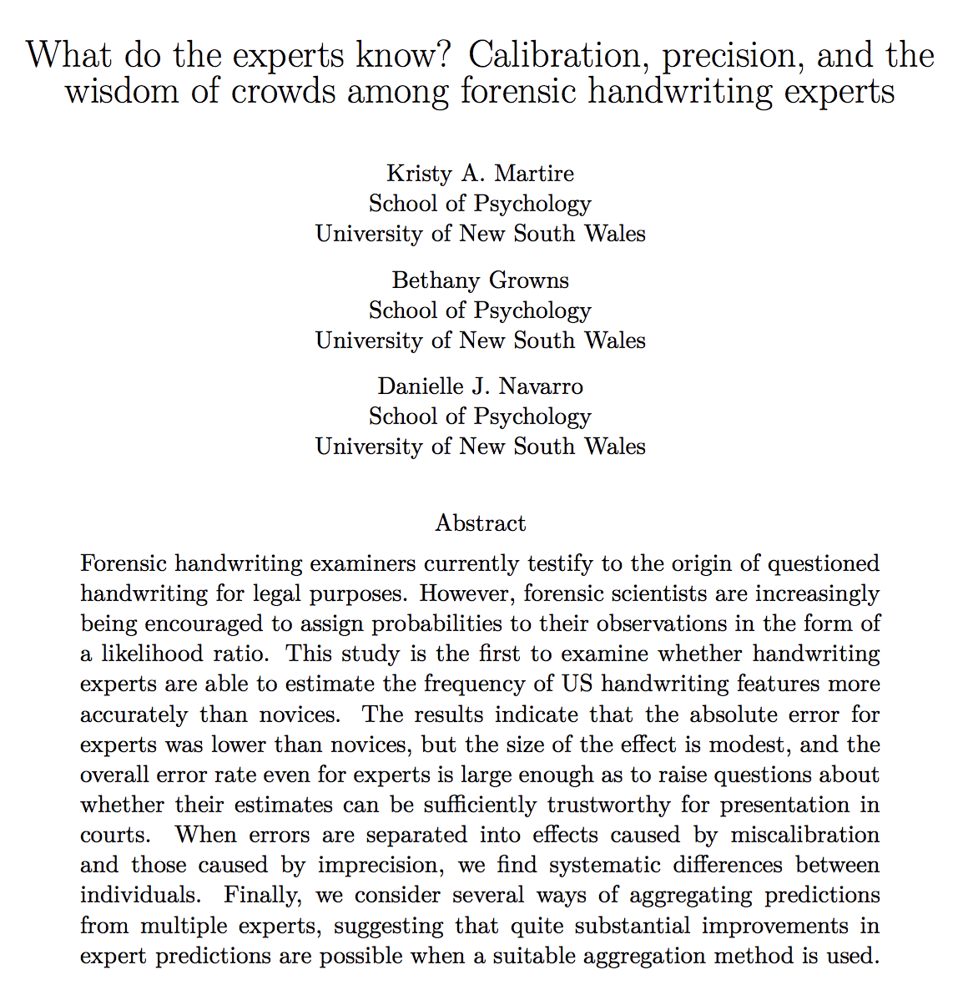 What do the experts know? Calibration, precision, and the
wisdom of crowds among forensic handwriting experts
Kristy A. Martire
School of Psychology
University of New South Wales
Bethany Growns
School of Psychology
University of New South Wales
Danielle J. Navarro
School of Psychology
University of New South Wales
Abstract
Forensic handwriting examiners currently testify to the origin of questioned
handwriting for legal purposes. However, forensic scientists are increasingly
being encouraged to assign probabilities to their observations in the form of
a likelihood ratio. This study is the first to examine whether handwriting
experts are able to estimate the frequency of US handwriting features more
accurately than novices. The results indicate that the absolute error for
experts was lower than novices, but the size of the effect is modest, and the
overall error rate even for experts is large enough as to raise questions about
whether their estimates can be sufficiently trustworthy for presentation in
courts. When errors are separated into effects caused by miscalibration
and those caused by imprecision, we find systematic differences between
individuals. Finally, we consider several ways of aggregating predictions
from multiple experts, suggesting that quite substantial improvements in
expert predictions are possible when a suitable aggregation method is used.